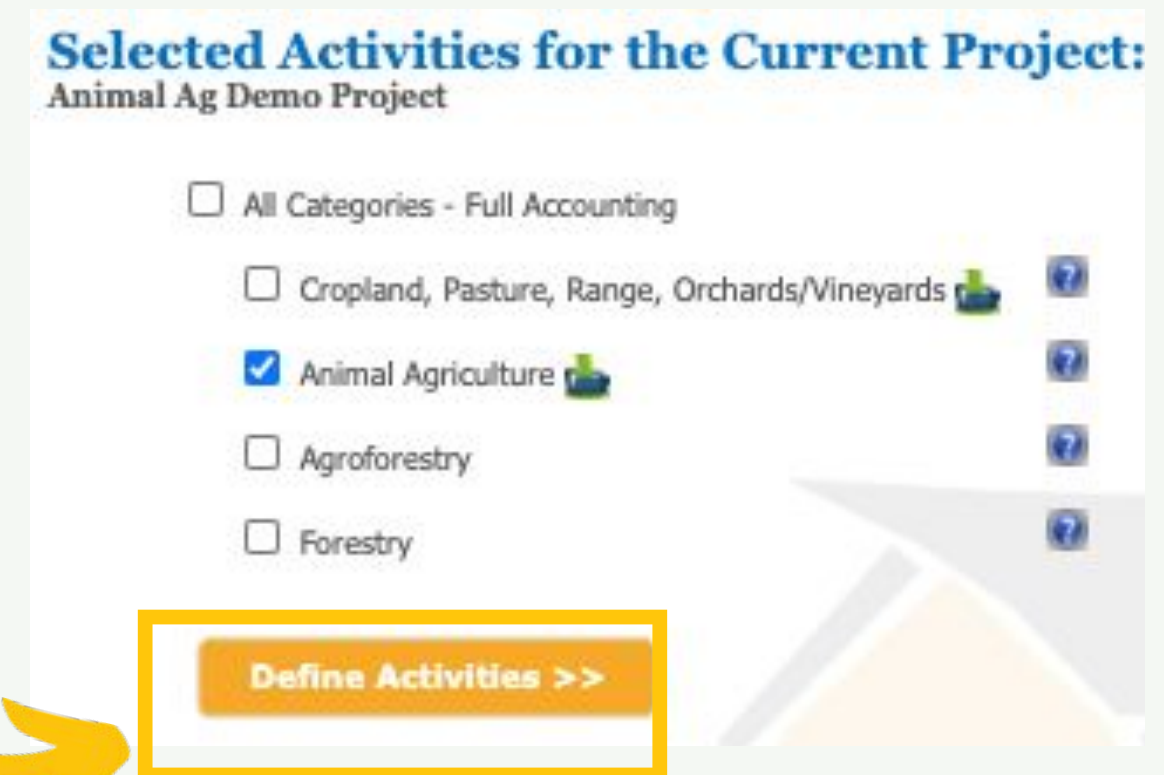 Selected Activities for the Current Project:
Animal Ag Demo Project
All Categories - Full Accounting
Cropland, Pasture, Range, Orchards/Vineyards ?
Animal Agriculture ?
Agroforestry ?
Forestry ?
Define Activities >>